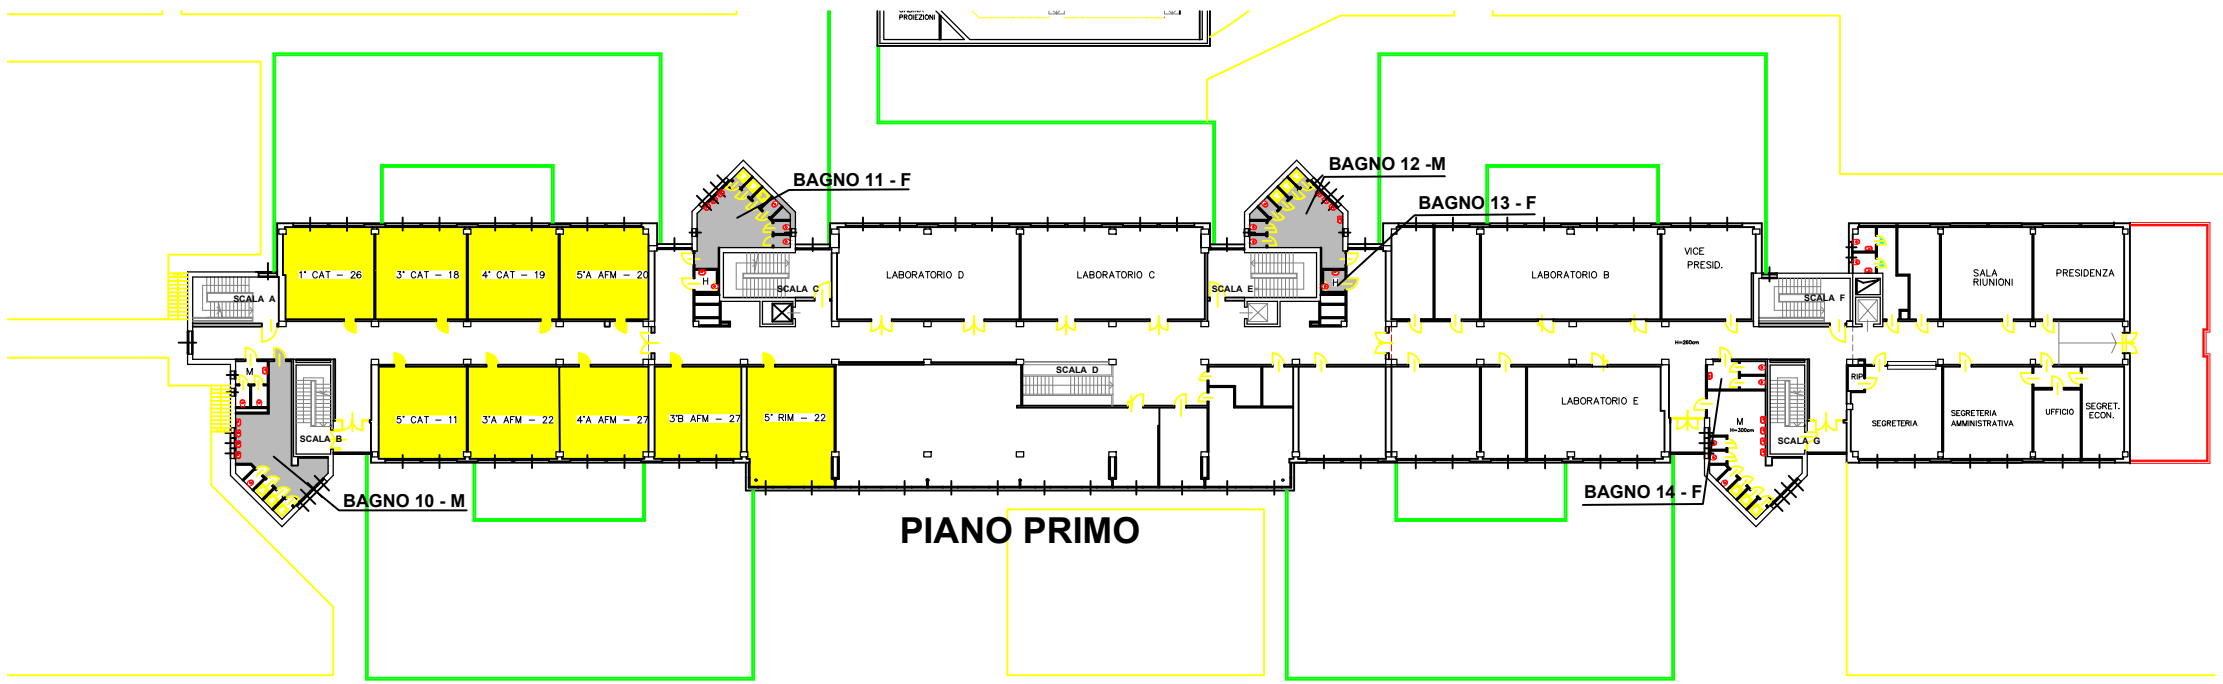 PROIEZIONI
BAGNO 11 - F
BAGNO 12 -M
BAGNO 13 - F
1° CAT - 26
3° CAT - 18
4° CAT - 19
5°A AFM - 20
H
LABORATORIO D
LABORATORIO C
H
LABORATORIO B
VICE
PRESID.
SALA
RIUNIONI
PRESIDENZA
SCALA A
SCALA C
SCALA E
SCALA F
H=260cm
M
SCALA D
RIP
5° CAT - 11
3°A AFM - 22
4°A AFM - 27
3°B AFM - 27
5° RIM - 22
LABORATORIO E
M
H=300cm
SEGRETERIA
SEGRETERIA
AMMINISTRATIVA
UFFICIO
SEGRET.
ECON.
SCALA B
SCALA G
BAGNO 10 - M
BAGNO 14 - F
PIANO PRIMO